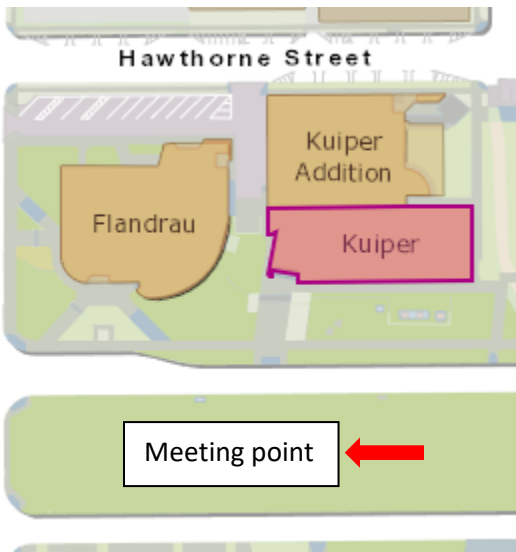 Hawthorne Street
Kuiper
Addition
Flandrau
Kuiper
Meeting point